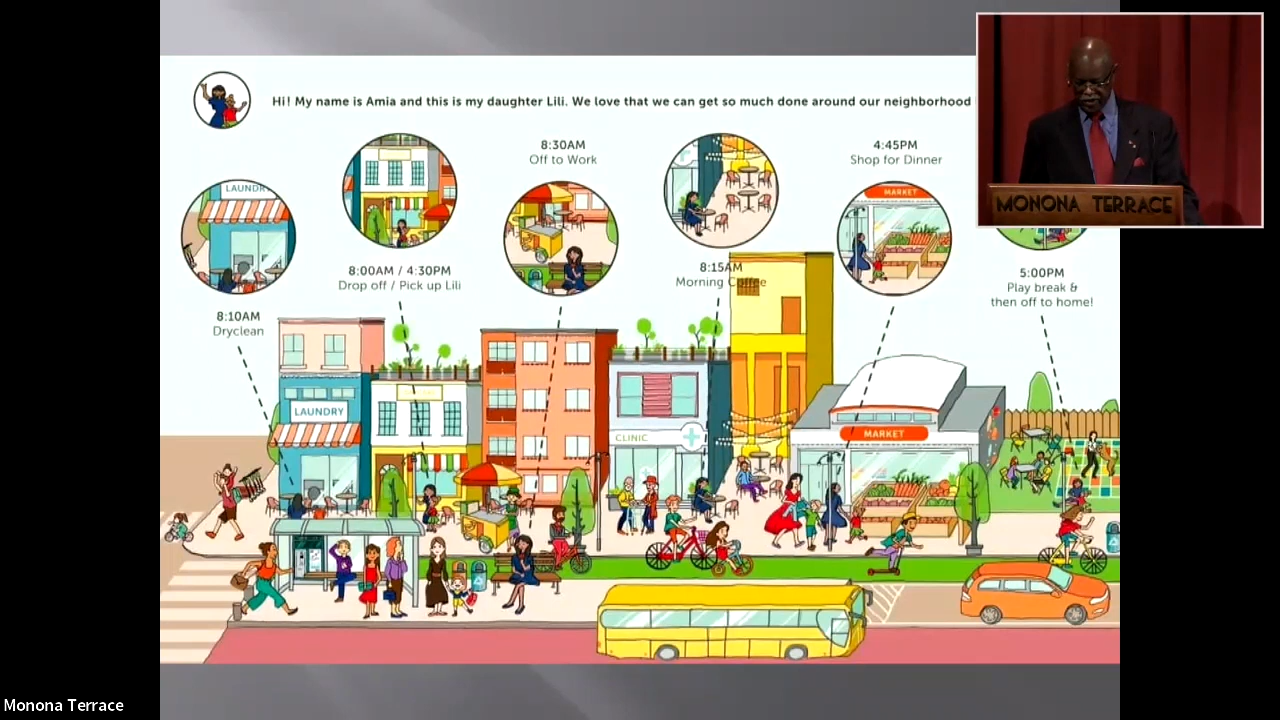 Hi! My name is Amia and this is my daughter Lili. We love that we can get so much done around our neighborhood
MONONA TERRACE
8:30AM
Off to Work
4:45PM
Shop for Dinner
LAUNDRY
MARKET
8:00AM / 4:30PM
Drop off / Pick up Lili
8:15AM
Morning Coffee
5:00PM
Play break &
then off to home!
8:10AM
Dryclean
LAUNDRY
CLINIC
MARKET
Monona Terrace